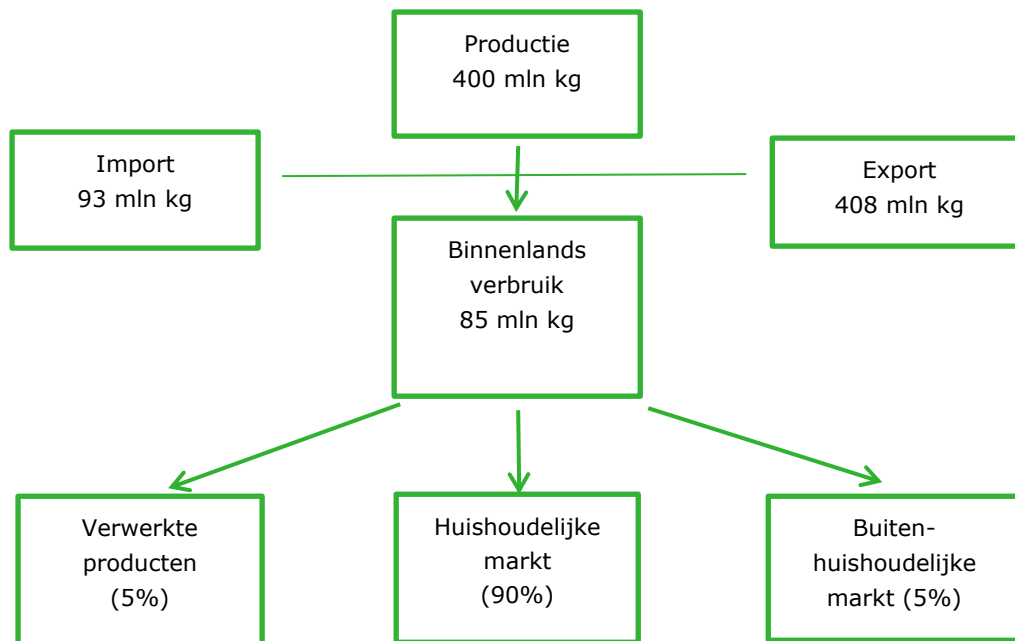 Productie
400 mln kg
Import
93 mln kg
Export
408 mln kg
Binnenlands
verbruik
85 mln kg
Verwerkte
producten
(5%)
Huishoudelijke
markt
(90%)
Buiten-
huishoudelijke
markt (5%)